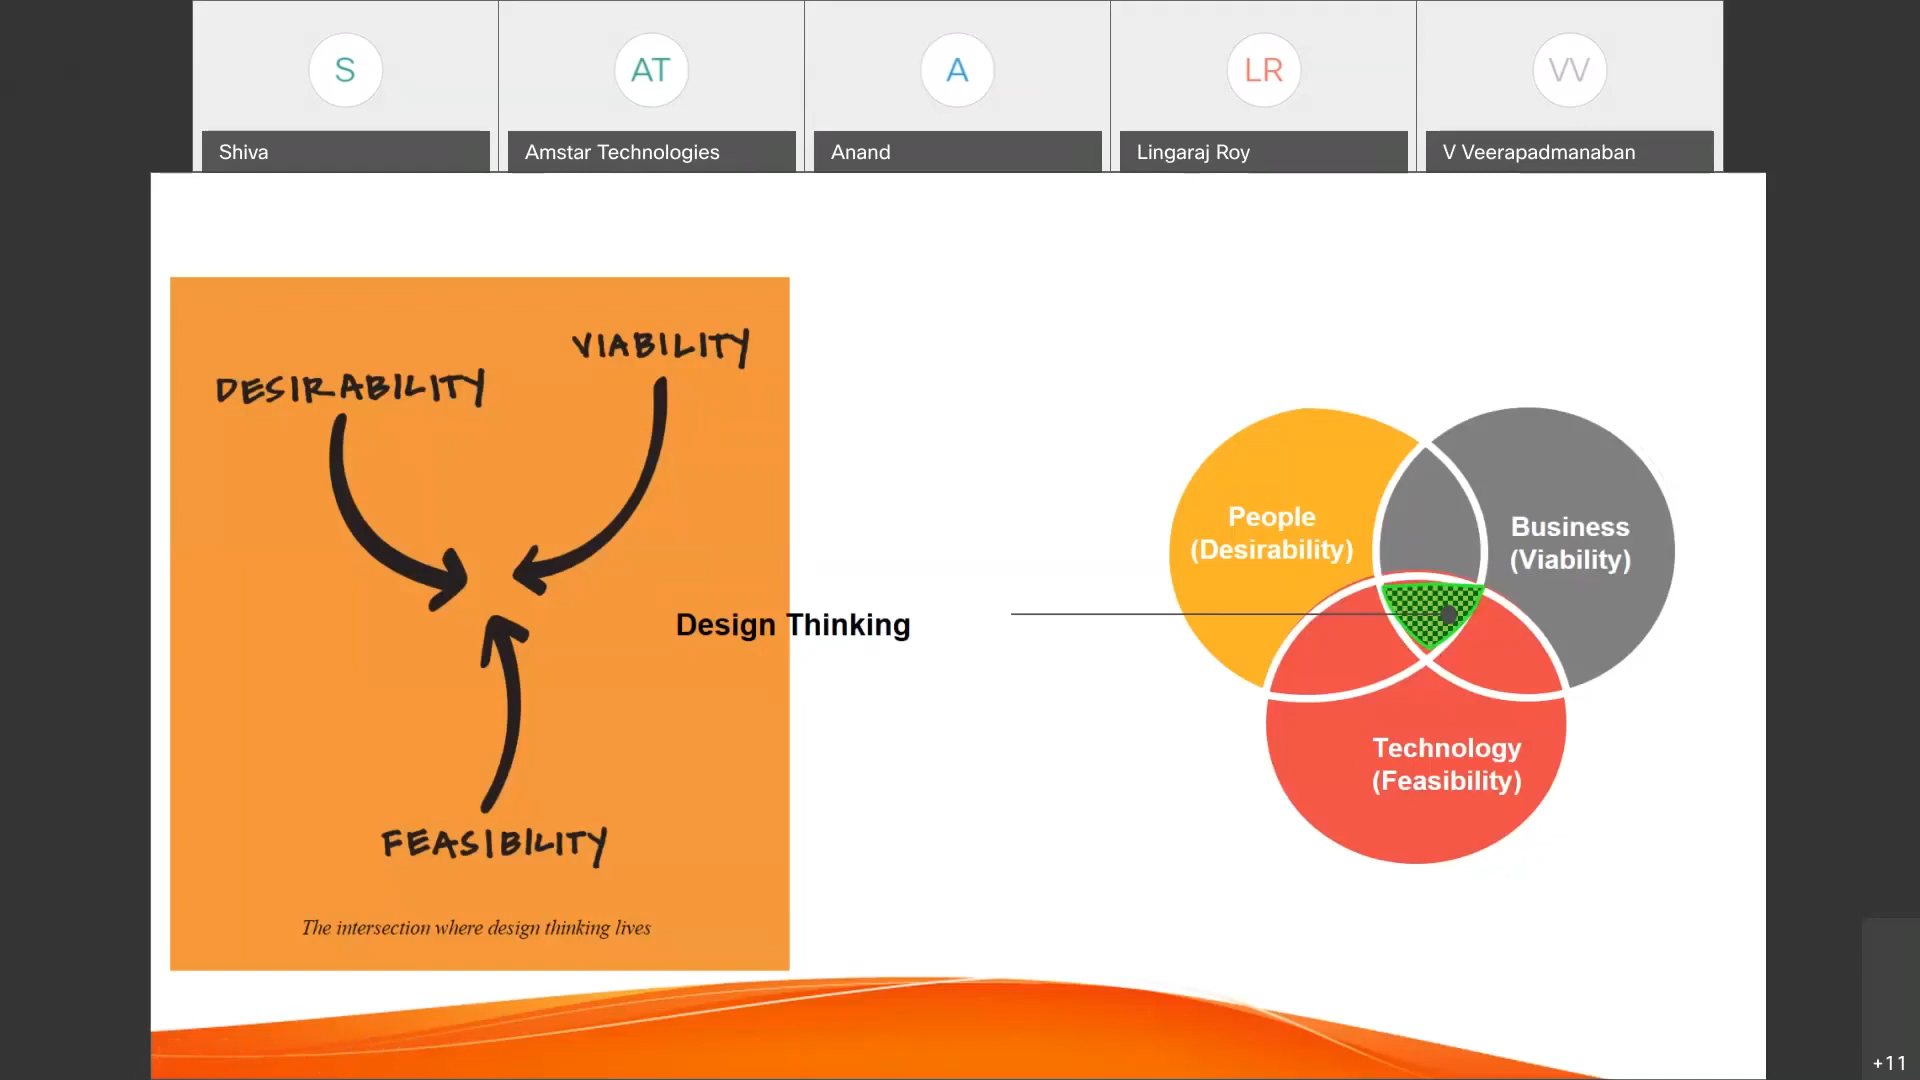 S
AT
A
LR
VV
Shiva
Amstar Technologies
Anand
Lingaraj Roy
V Veerapadmanaban
VIABILITY
DESIRABILITY
FEASIBILITY
The intersection where design thinking lives
Design Thinking
People
(Desirability)
Business
(Viability)
Technology
(Feasibility)
+11